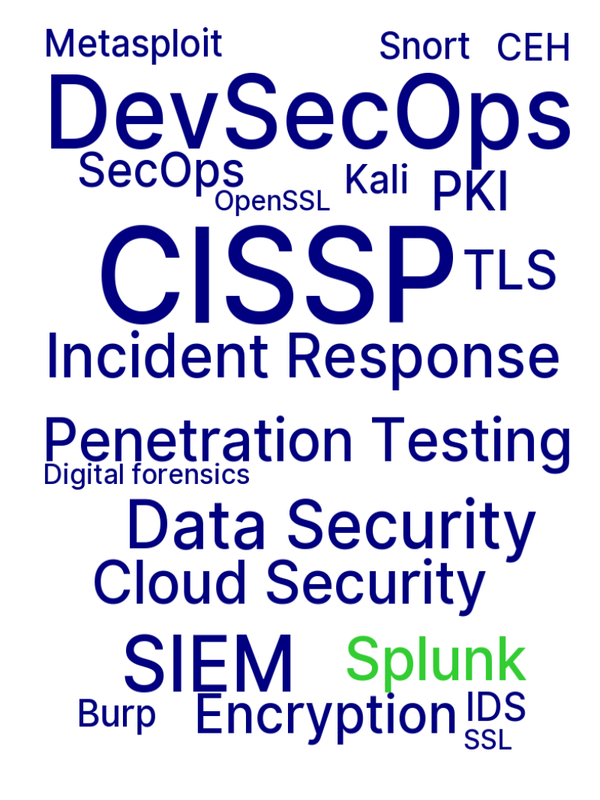 Metasploit Snort CEH
DevSecOps
SecOps Kali PKI
OpenSSL
CISSP TLS
Incident Response
Penetration Testing
Digital forensics
Data Security
Cloud Security
SIEM Splunk
Burp Encryption IDS
SSL